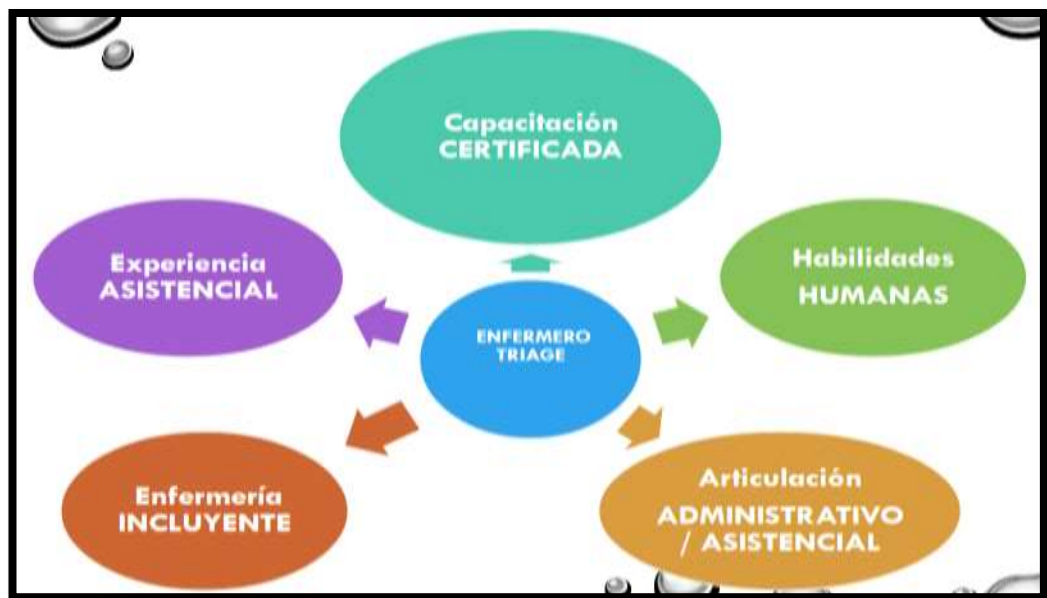 Capacitación
CERTIFICADA
Experiencia
ASISTENCIAL
Habilidades
HUMANAS
ENFERMERO
TRIAGE
Enfermería
INCLUYENTE
Articulación
ADMINISTRATIVO
/ ASISTENCIAL